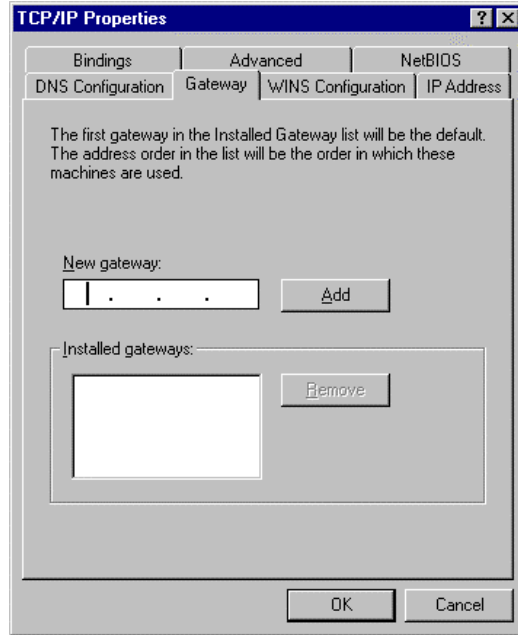 TCP/IP Properties
Bindings Advanced NetBIOS
DNS Configuration Gateway WINS Configuration IP Address
The first gateway in the Installed Gateway list will be the default.
The address order in the list will be the order in which these
machines are used.
New gateway:
. . .
Add
Installed gateways:
Remove
OK Cancel